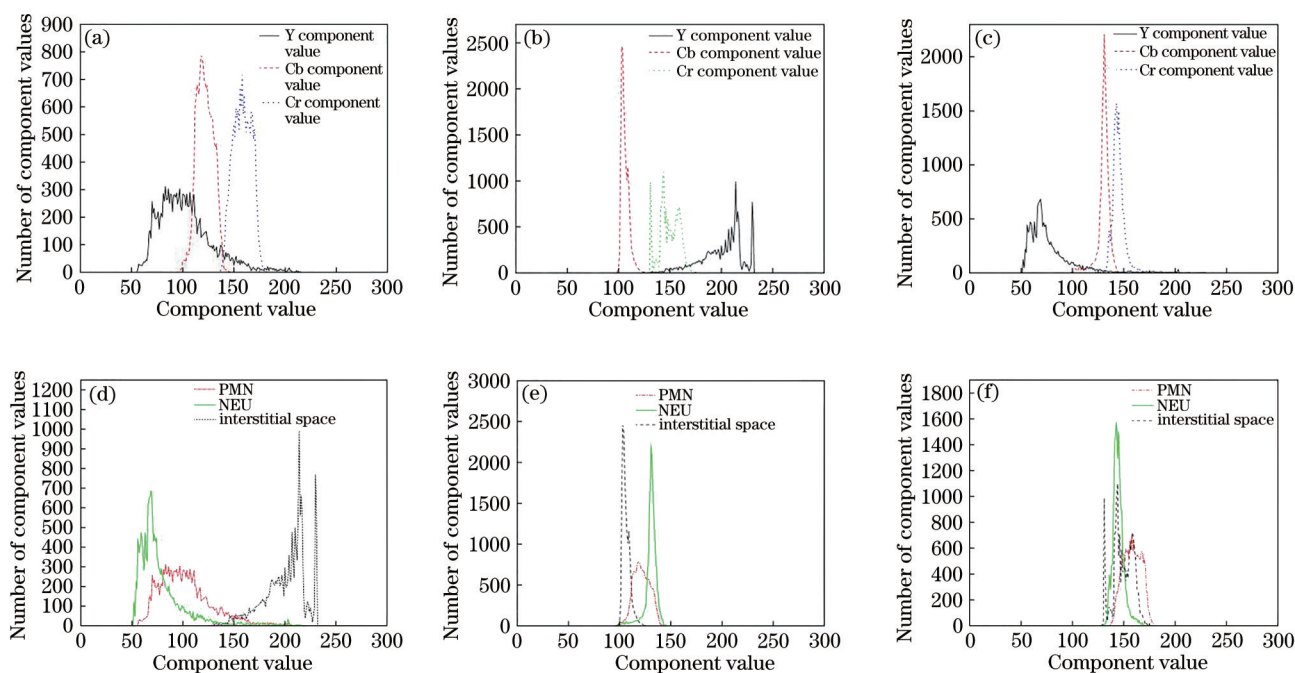 (a)
Y component
value
Cb component
value
Cr component
value
900
800
700
600
500
400
300
200
100
0
Number of component values
0 50 100 150 200 250 300
Component value
(b)
Y component value
Cb component value
Cr component value
2500
2000
1500
1000
500
0
Number of component values
0 50 100 150 200 250 300
Component value
(c)
Y component value
Cb component value
Cr component value
2000
1500
1000
500
0
Number of component values
0 50 100 150 200 250 300
Component value
(d)
PMN
NEU
interstitial space
1200
1100
1000
900
800
700
600
500
400
300
200
100
0
Number of component values
0 50 100 150 200 250 300
Component value
(e)
PMN
NEU
interstitial space
3000
2500
2000
1500
1000
500
0
Number of component values
0 50 100 150 200 250 300
Component value
(f)
PMN
NEU
interstitial space
1800
1600
1400
1200
1000
800
600
400
200
0
Number of component values
0 50 100 150 200 250 300
Component value